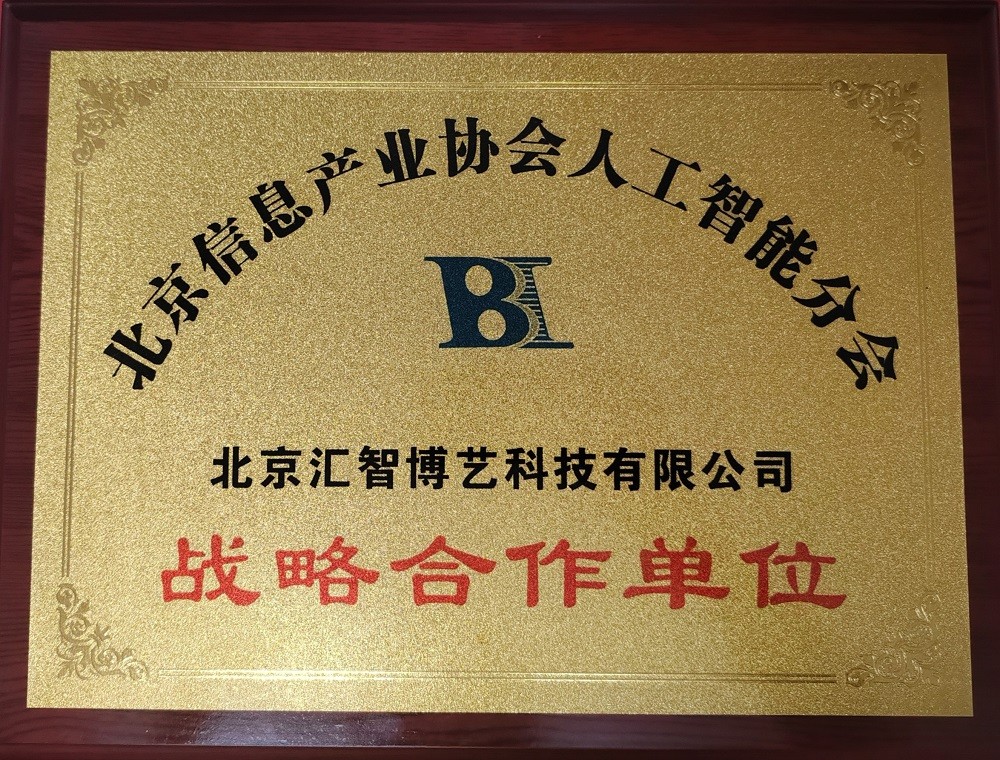 北京信息产业协会人工智能分会
BI
北京汇智博艺科技有限公司
战略合作单位